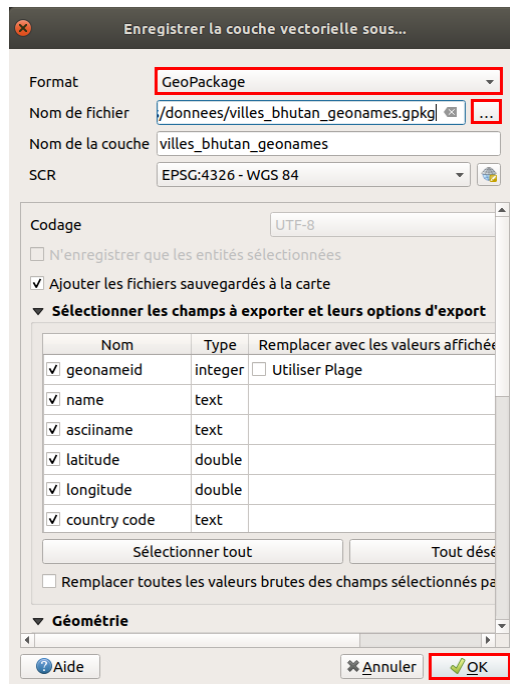 Enregistrer la couche vectorielle sous...
Format GeoPackage
Nom de fichier /donnees/villes_bhutan_geonames.gpkg ...
Nom de la couche villes_bhutan_geonames
SCR EPSG:4326 - WGS 84
Codage UTF-8
N'enregistrer que les entités sélectionnées
Ajouter les fichiers sauvegardés à la carte
Sélectionner les champs à exporter et leurs options d'export
Nom Type Remplacer avec les valeurs affichée
geonameid integer Utiliser Plage
name text
asciiname text
latitude double
longitude double
country code text
Sélectionner tout Tout désé
Remplacer toutes les valeurs brutes des champs sélectionnés pa
Géométrie
Aide Annuler OK